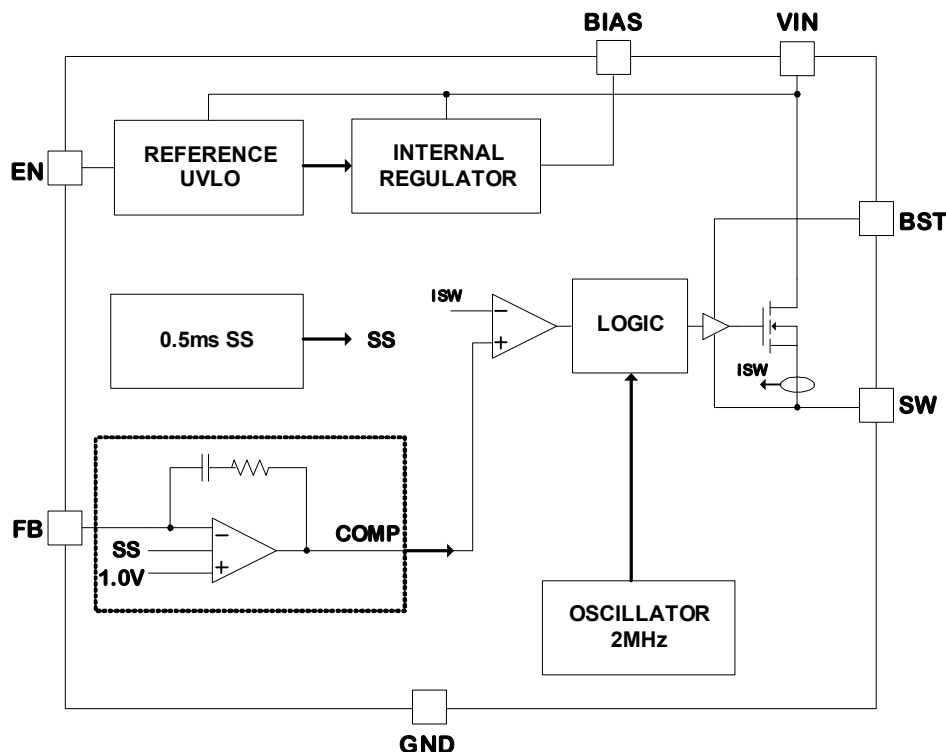 BIAS
VIN
EN
REFERENCE
UVLO
INTERNAL
REGULATOR
BST
0.5ms SS
SS
ISW
LOGIC
ISW
SW
FB
SS
1.0V
COMP
OSCILLATOR
2MHz
GND